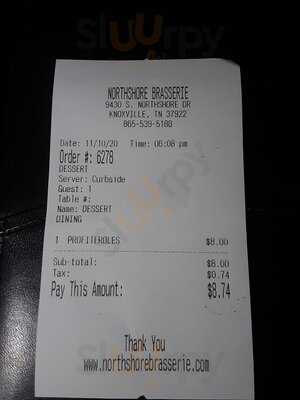 sluurpy
NORTHSHORE BRASSERIE
9430 S. NORTHSHORE DR
KNOXVILLE, TN 37922
865-539-5188
Date: 11/10/20 Time: 06:08 pm
Order #: 6278
DESSERT
Server: Curbside
Guest: 1
Table #:
Name: DESSERT
DINING
1 PROFITEROLES $8.00
Sub-total: $8.00
Tax: $0.74
Pay This Amount: $8.74
Thank You
www.northshorebrasserie.com